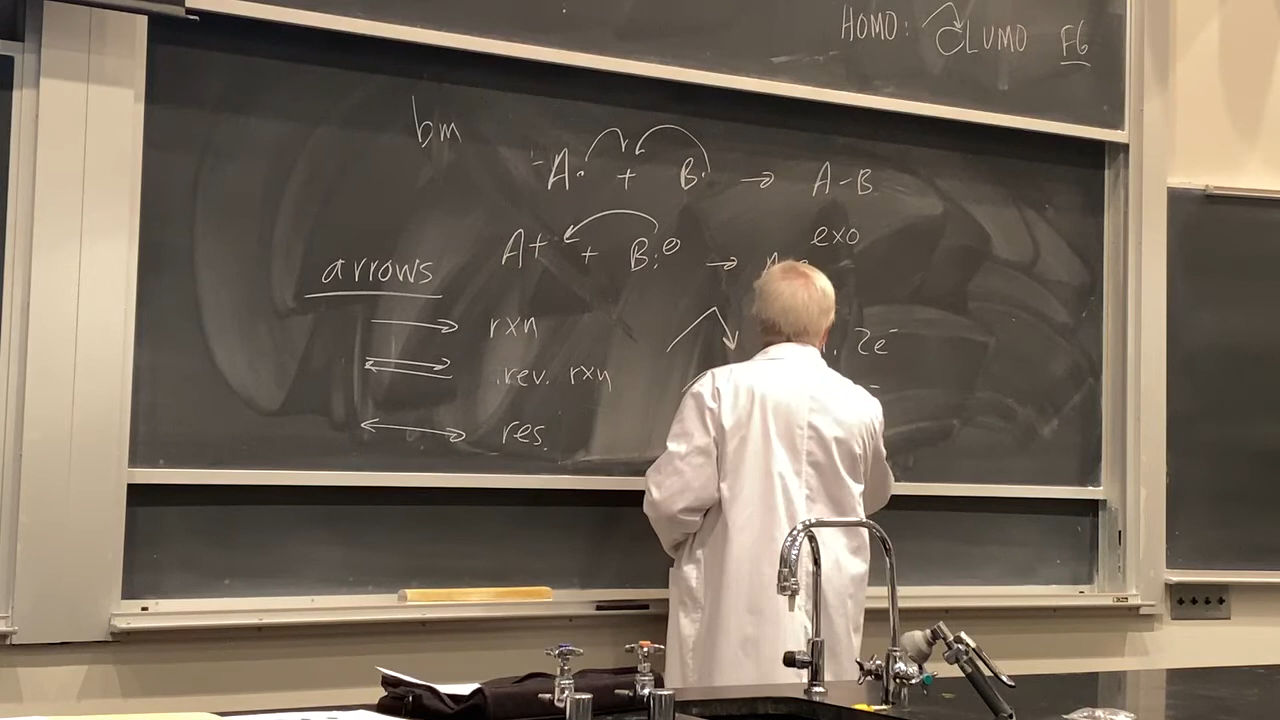 HOMO: LUMO FG
bm
A· + B· → A-B
A+ + B:⊖ →
exo
arrows
→ rxn
2e⁻
⇌ rev. rxn
↔ res.